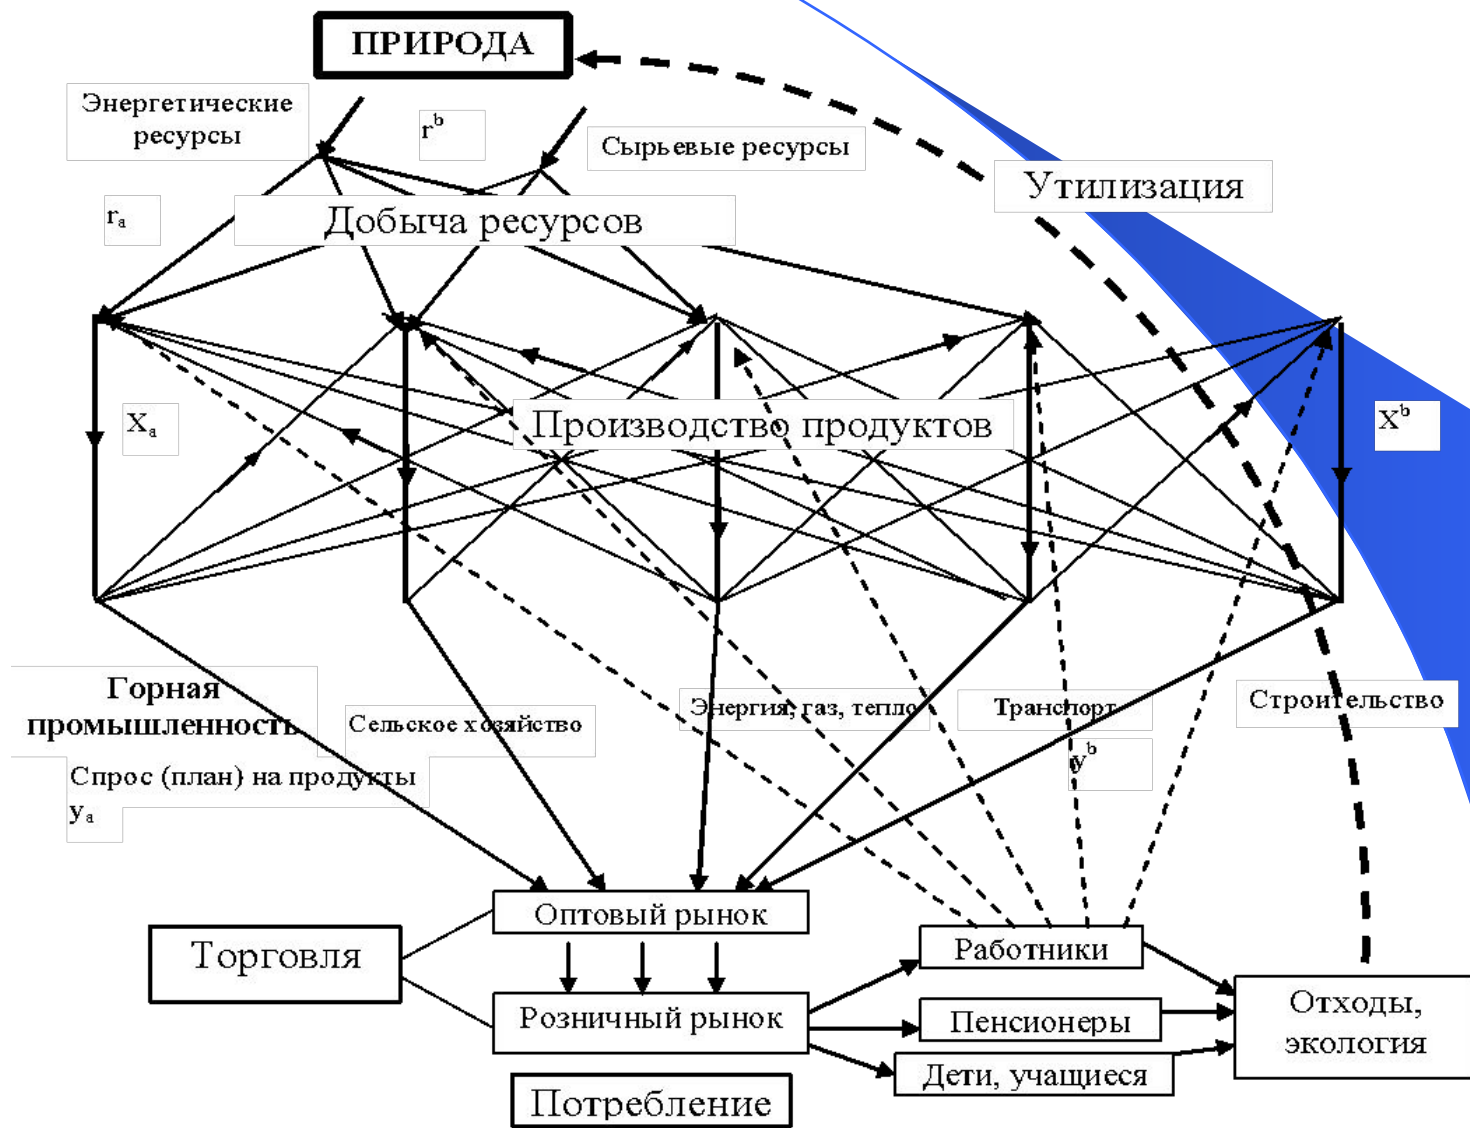 ПРИРОДА
Энергетические
ресурсы
r^b
Сырьевые ресурсы
Утилизация
r_a
Добыча ресурсов
X_a
Производство продуктов
X^b
Горная
промышленность
Сельское хозяйство
Энергия, газ, тепло
Транспорт
Строительство
y^b
Спрос (план) на продукты
y_a
Оптовый рынок
Торговля
Розничный рынок
Работники
Пенсионеры
Дети, учащиеся
Отходы,
экология
Потребление